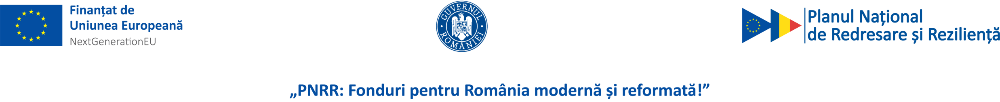 Finanțat de
Uniunea Europeană
NextGenerationEU
GUVERNUL
ROMÂNIEI
Planul Național
de Redresare și Reziliență
„PNRR: Fonduri pentru România modernă și reformată!”